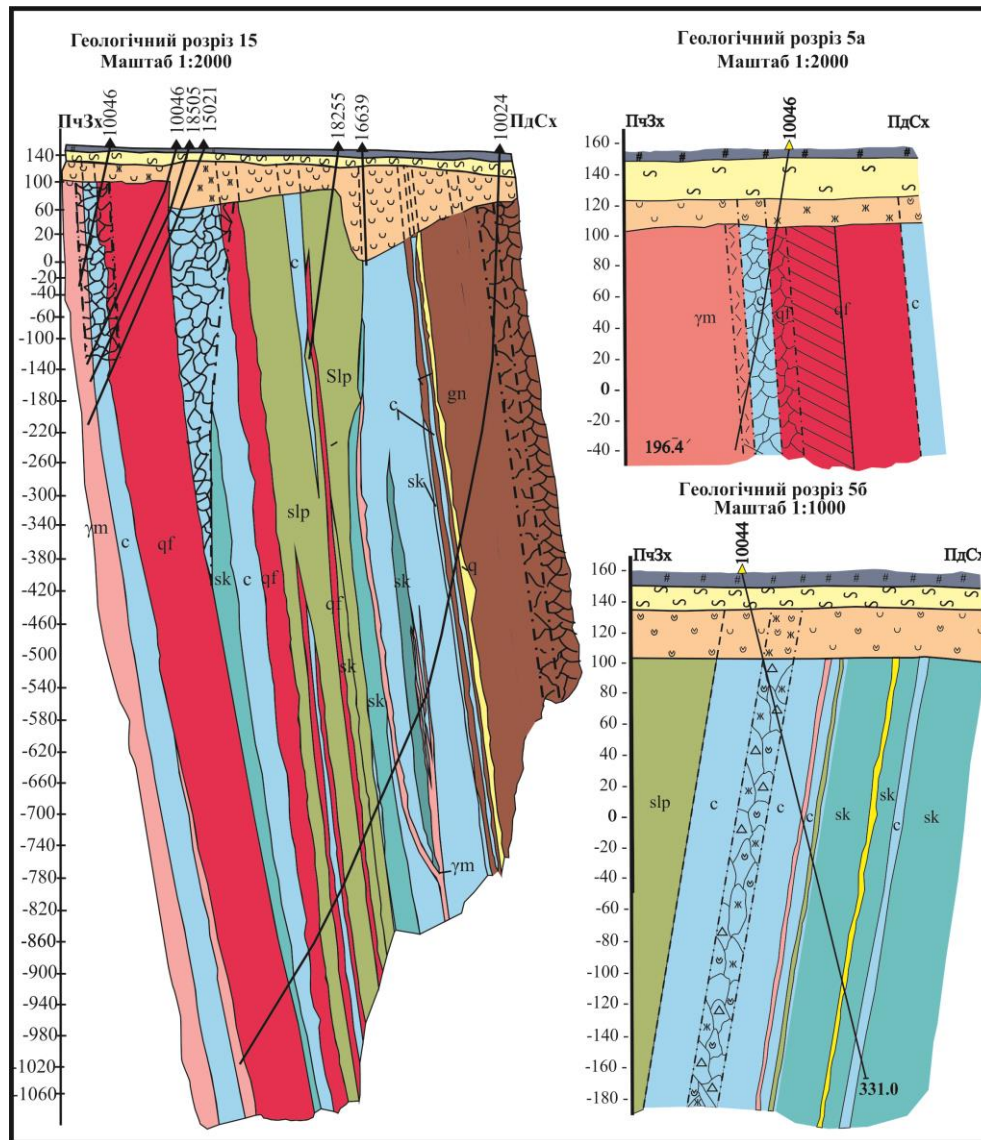 Геологічний розріз 15
Маштаб 1:2000
ПчЗх
10046
10046
18505
15021
18255
16639
10024
ПдСх
140
100
60
20
0
-20
-40
-60
-100
-140
-180
-220
-260
-300
-340
-380
-420
-460
-500
-540
-580
-620
-660
-700
-740
-780
-820
-860
-900
-940
-980
-1020
-1060
γm
c
qf
sk
c
qf
c
slp
Slp
qf
sk
sk
sk
c
sk
gn
q
γm
Геологічний розріз 5а
Маштаб 1:2000
ПчЗх
10046
ПдСх
160
140
120
100
80
60
40
20
0
-20
-40
γm
c
qf
qf
c
196.4
Геологічний розріз 5б
Маштаб 1:1000
ПчЗх
10044
ПдСх
160
140
120
100
80
60
40
20
0
-20
-40
-60
-80
-100
-120
-140
-160
-180
slp
c
c
c
sk
sk
c
sk
331.0